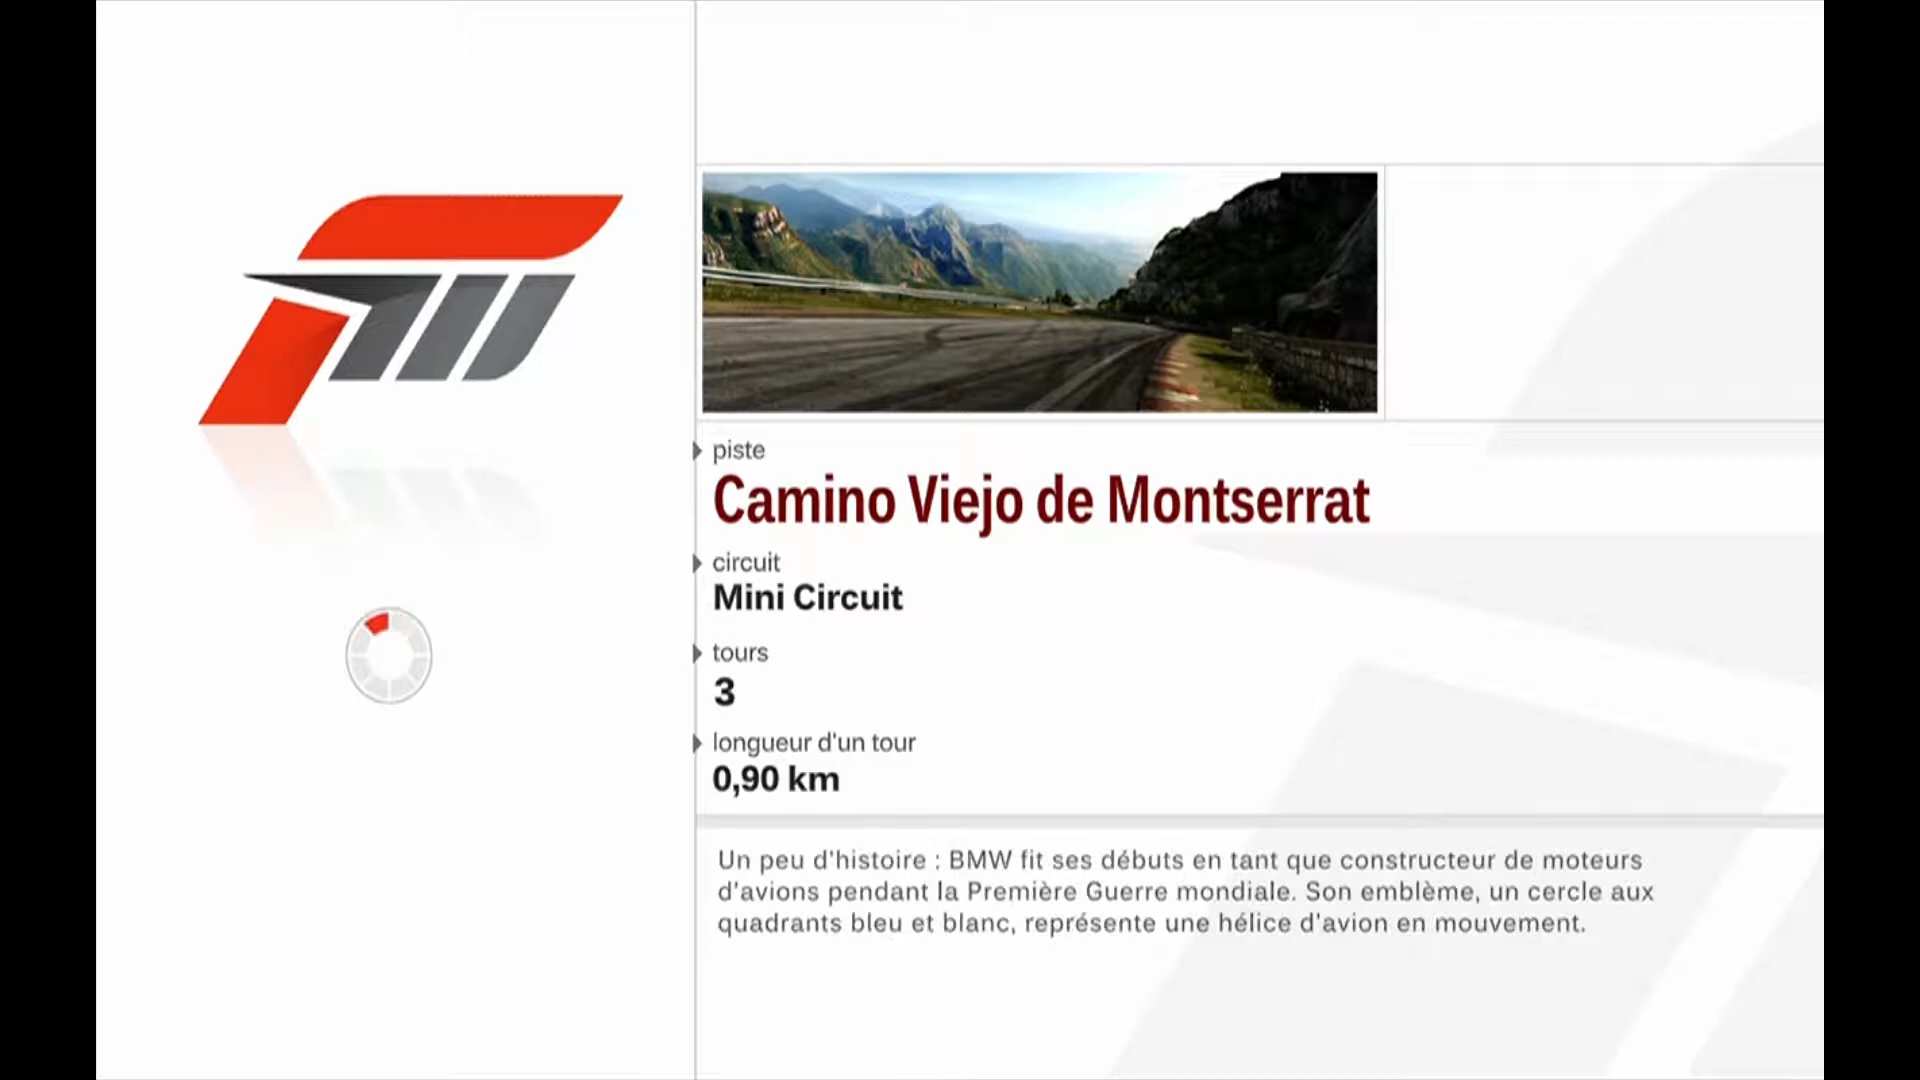 piste
Camino Viejo de Montserrat
circuit
Mini Circuit
tours
3
longueur d'un tour
0,90 km
Un peu d'histoire : BMW fit ses débuts en tant que constructeur de moteurs
d'avions pendant la Première Guerre mondiale. Son emblème, un cercle aux
quadrants bleu et blanc, représente une hélice d'avion en mouvement.